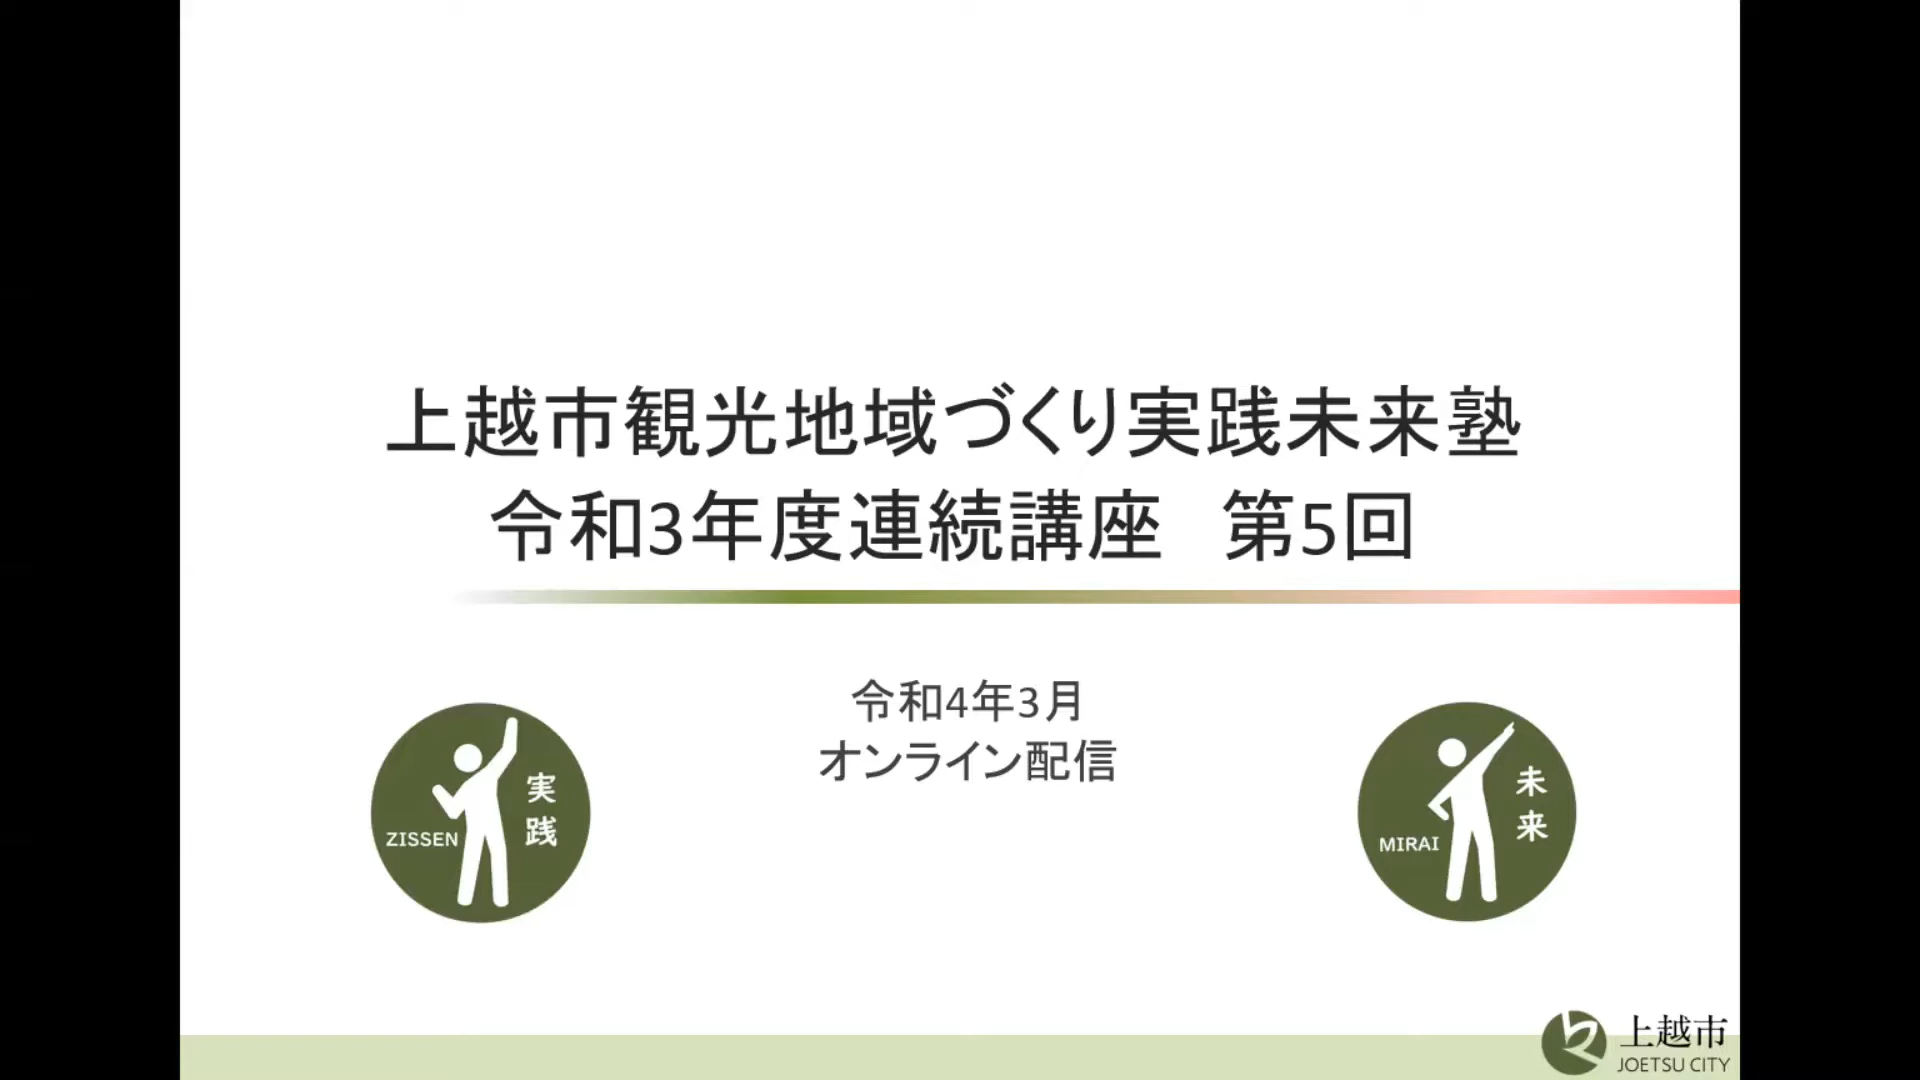 上越市観光地域づくり実践未来塾
令和3年度連続講座　第5回
令和4年3月
オンライン配信
実践
ZISSEN
未来
MIRAI
上越市
JOETSU CITY